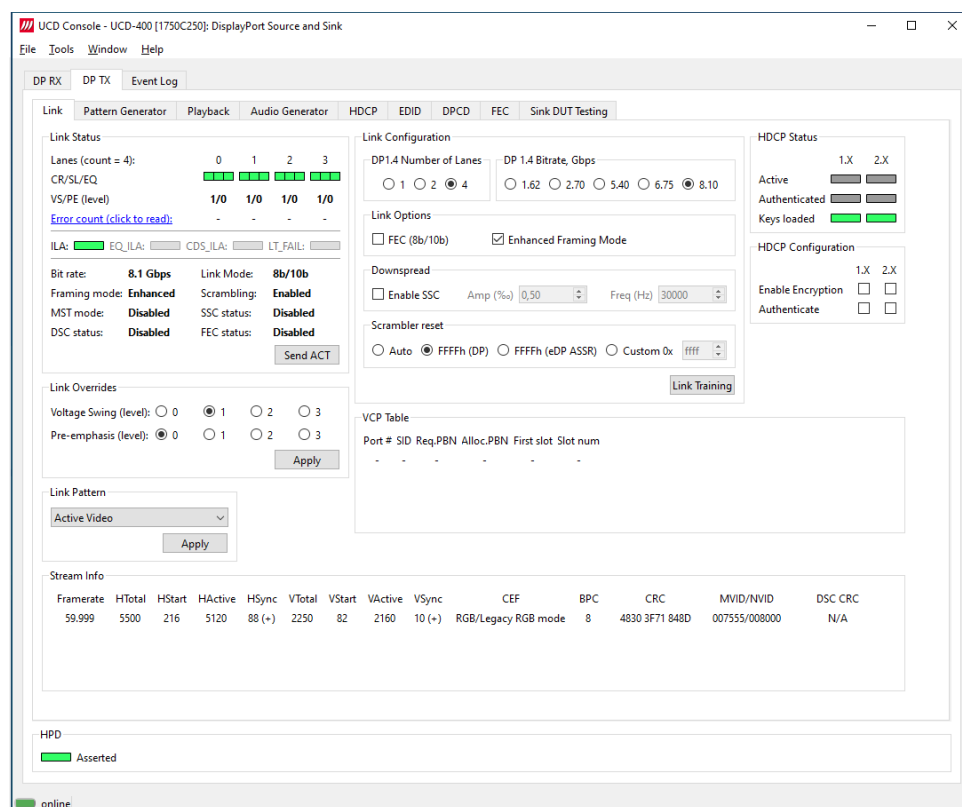 UCD Console - UCD-400 [1750C250]: DisplayPort Source and Sink
File Tools Window Help
DP RX DP TX Event Log
Link Pattern Generator Playback Audio Generator HDCP EDID DPCD FEC Sink DUT Testing
Link Status
Lanes (count = 4): 0 1 2 3
CR/SL/EQ
VS/PE (level) 1/0 1/0 1/0 1/0
Error count (click to read): - - - -
ILA: EQ_ILA: CDS_ILA: LT_FAIL:
Bit rate: 8.1 Gbps Link Mode: 8b/10b
Framing mode: Enhanced Scrambling: Enabled
MST mode: Disabled SSC status: Disabled
DSC status: Disabled FEC status: Disabled
Send ACT
Link Overrides
Voltage Swing (level): 0 1 2 3
Pre-emphasis (level): 0 1 2 3
Apply
Link Pattern
Active Video
Apply
Link Configuration
DP1.4 Number of Lanes
1 2 4
DP 1.4 Bitrate, Gbps
1.62 2.70 5.40 6.75 8.10
Link Options
FEC (8b/10b) Enhanced Framing Mode
Downspread
Enable SSC Amp (‰) 0,50 Freq (Hz) 30000
Scrambler reset
Auto FFFFh (DP) FFFFh (eDP ASSR) Custom 0x ffff
Link Training
VCP Table
Port # SID Req.PBN Alloc.PBN First slot Slot num
- - - - - -
HDCP Status
1.X 2.X
Active
Authenticated
Keys loaded
HDCP Configuration
1.X 2.X
Enable Encryption
Authenticate
Stream Info
Framerate HTotal HStart HActive HSync VTotal VStart VActive VSync CEF BPC CRC MVID/NVID DSC CRC
59.999 5500 216 5120 88 (+) 2250 82 2160 10 (+) RGB/Legacy RGB mode 8 4830 3F71 848D 007555/008000 N/A
HPD
Asserted
online